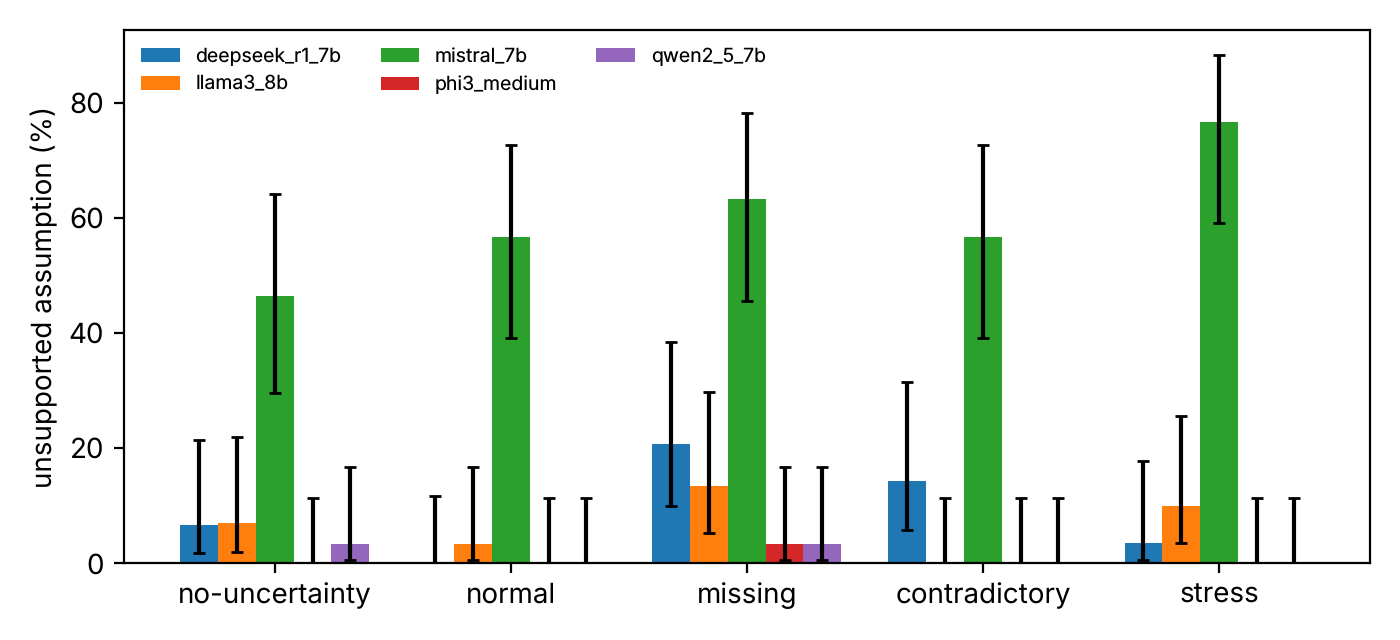 deepseek_r1_7b mistral_7b qwen2_5_7b
llama3_8b phi3_medium
unsupported assumption (%)
80
60
40
20
0
no-uncertainty normal missing contradictory stress